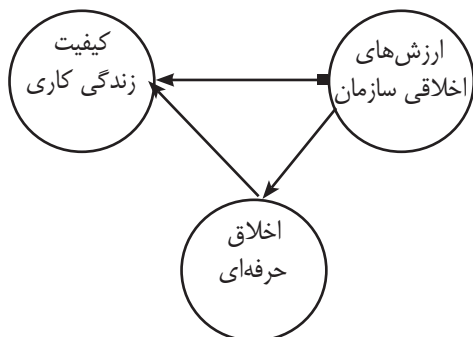 ارزش‌های
اخلاقی سازمان
کیفیت
زندگی کاری
اخلاق
حرفه‌ای